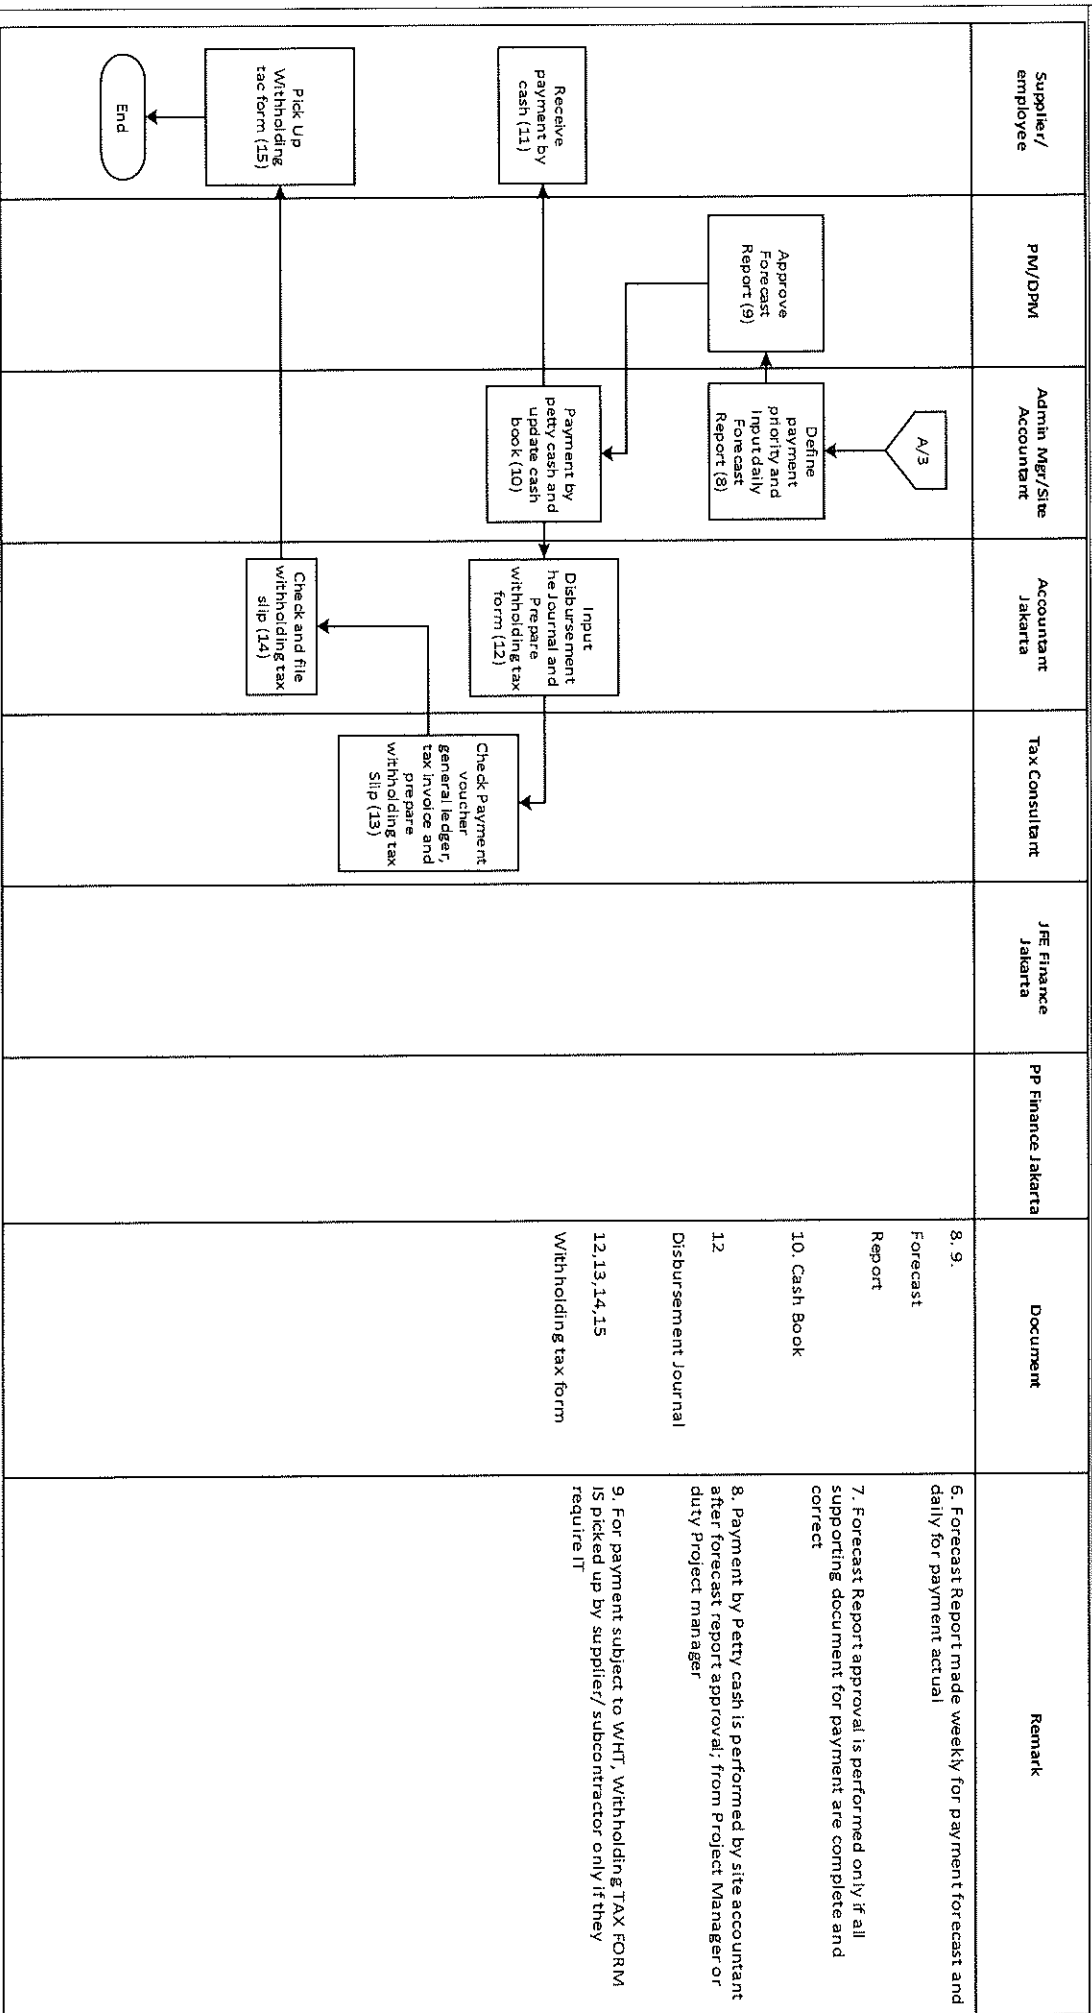 Supplier/
employee
PM/DPM
Admin Mgr/Site
Accountant
Accountant
Jakarta
Tax Consultant
JFE Finance
Jakarta
PP Finance Jakarta
Document
Remark
A/3
Define
payment
priority and
Input daily
Forecast
Report (8)
Approve
Forecast
Report (9)
Receive
payment by
cash (11)
Payment by
petty cash and
update cash
book (10)
Input
Disbursement
he Journal and
Prepare
withholding tax
form (12)
Check Payment
voucher
general ledger,
tax invoice and
prepare
withholding tax
Slip (13)
Check and file
withholding tax
slip (14)
Pick Up
Withholding
tac form (15)
End
8. 9.
Forecast
Report
10. Cash Book
12
Disbursement Journal
12,13,14,15
Withholding tax form
6. Forecast Report made weekly for payment forecast and
daily for payment actual
7. Forecast Report approval is performed only if all
supporting document for payment are complete and
correct
8. Payment by Petty cash is performed by site accountant
after forecast report approval; from Project Manager or
duty Project manager
9. For payment subject to WHT, Withholding TAX FORM
IS picked up by supplier/ subcontractor only if they
require IT